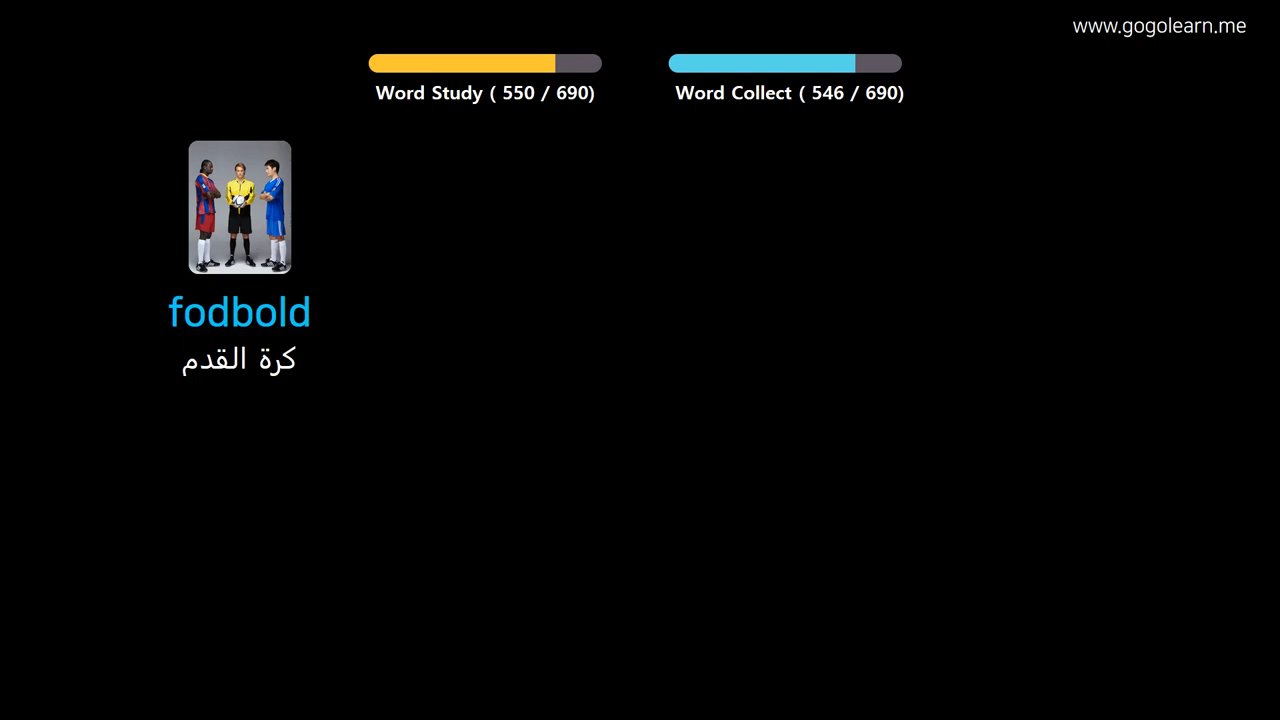 www.gogolearn.me
Word Study ( 550 / 690)
Word Collect ( 546 / 690)
fodbold
كرة القدم